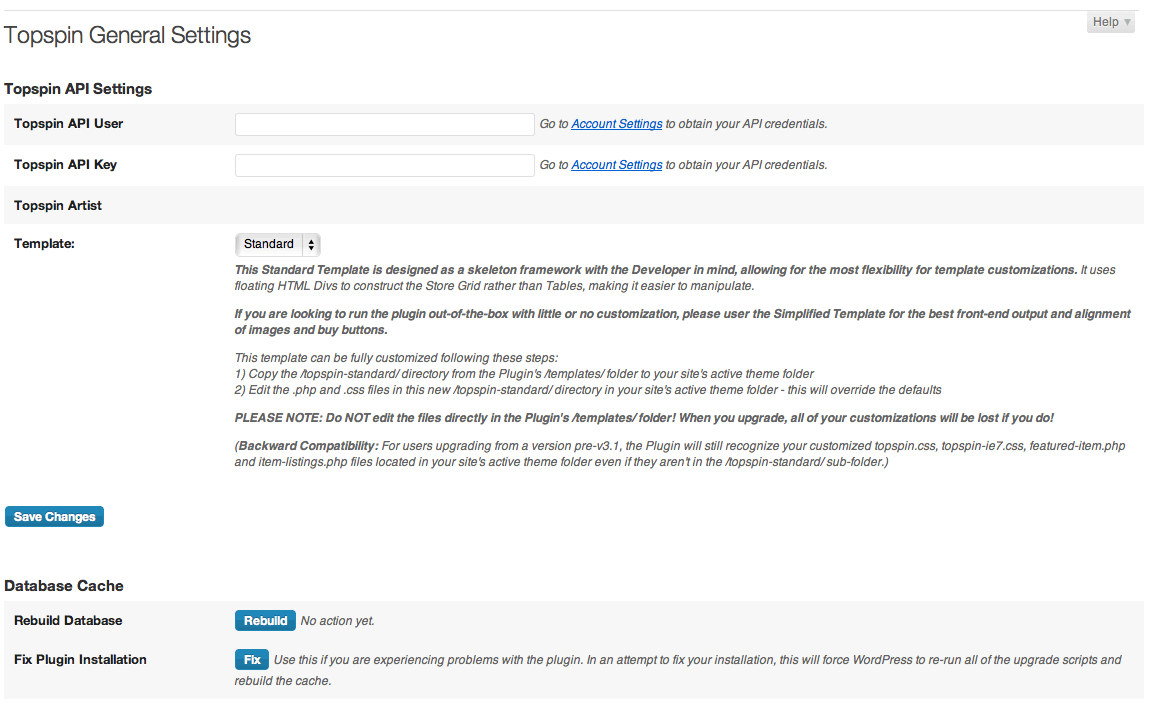 Help ▼
Topspin General Settings
Topspin API Settings
Topspin API User
Go to Account Settings to obtain your API credentials.
Topspin API Key
Go to Account Settings to obtain your API credentials.
Topspin Artist
Template:
Standard
This Standard Template is designed as a skeleton framework with the Developer in mind, allowing for the most flexibility for template customizations. It uses
floating HTML Divs to construct the Store Grid rather than Tables, making it easier to manipulate.
If you are looking to run the plugin out-of-the-box with little or no customization, please user the Simplified Template for the best front-end output and alignment
of images and buy buttons.
This template can be fully customized following these steps:
1) Copy the /topspin-standard/ directory from the Plugin's /templates/ folder to your site's active theme folder
2) Edit the .php and .css files in this new /topspin-standard/ directory in your site's active theme folder - this will override the defaults
PLEASE NOTE: Do NOT edit the files directly in the Plugin's /templates/ folder! When you upgrade, all of your customizations will be lost if you do!
(Backward Compatibility: For users upgrading from a version pre-v3.1, the Plugin will still recognize your customized topspin.css, topspin-ie7.css, featured-item.php
and item-listings.php files located in your site's active theme folder even if they aren't in the /topspin-standard/ sub-folder.)
Save Changes
Database Cache
Rebuild Database
Rebuild No action yet.
Fix Plugin Installation
Fix Use this if you are experiencing problems with the plugin. In an attempt to fix your installation, this will force WordPress to re-run all of the upgrade scripts and
rebuild the cache.